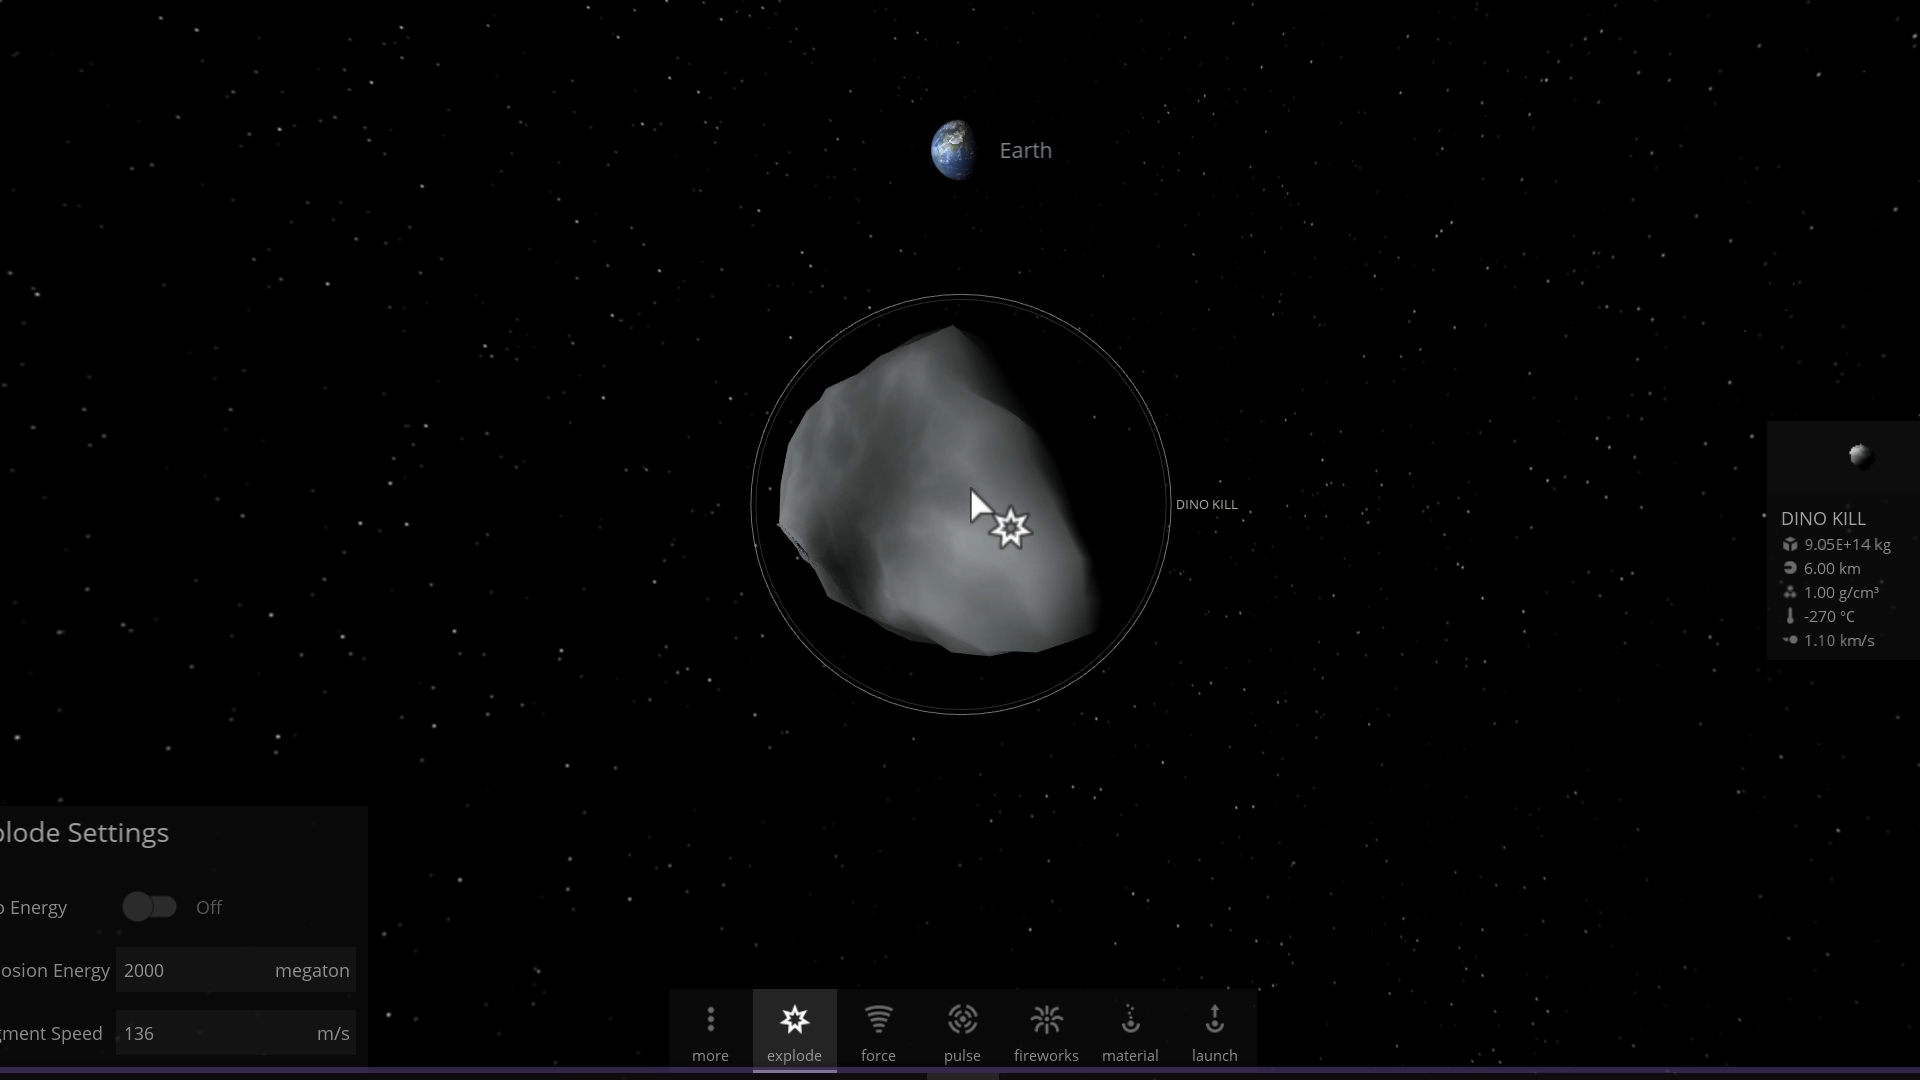 Earth
DINO KILL
DINO KILL
9.05E+14 kg
6.00 km
1.00 g/cm³
-270 °C
1.10 km/s
plode Settings
o Energy Off
osion Energy 2000 megaton
gment Speed 136 m/s
more explode force pulse fireworks material launch